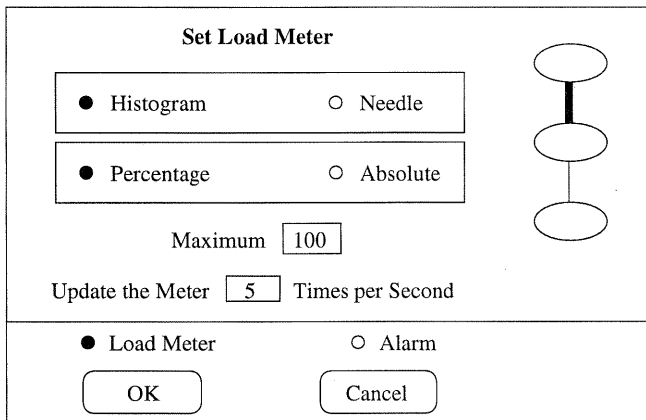 Set Load Meter
Histogram Needle
Percentage Absolute
Maximum 100
Update the Meter 5 Times per Second
Load Meter Alarm
OK Cancel